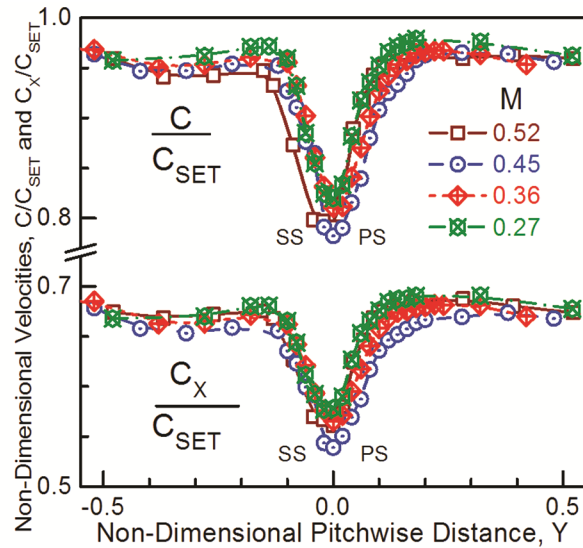 Non-Dimensional Velocities, C/C_SET and C_X/C_SET
1.0
0.8
0.7
0.5
C
C_SET
M
0.52
0.45
0.36
0.27
SS
PS
C_X
C_SET
SS
PS
-0.5
0.0
0.5
Non-Dimensional Pitchwise Distance, Y